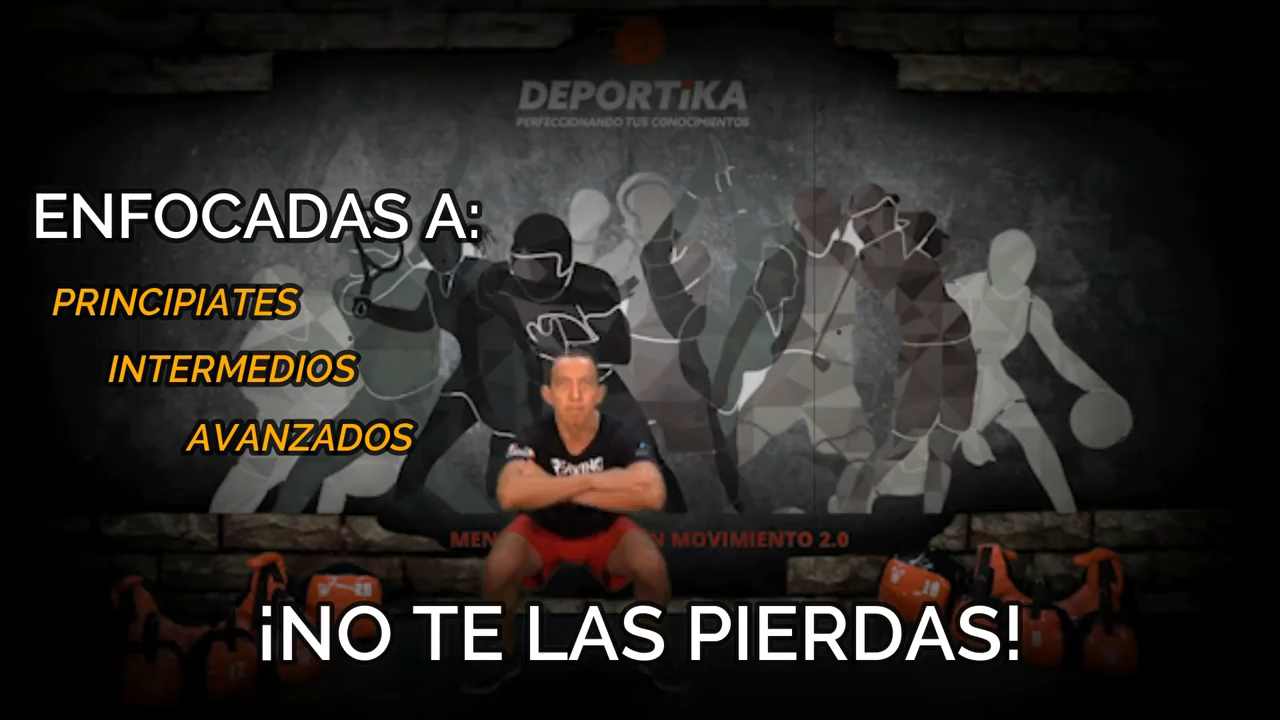 DEPORTiKA
PERFECCIONANDO TUS CONOCIMIENTOS
ENFOCADAS A:
PRINCIPIATES
INTERMEDIOS
AVANZADOS
MOVIMIENTO 2.0
¡NO TE LAS PIERDAS!